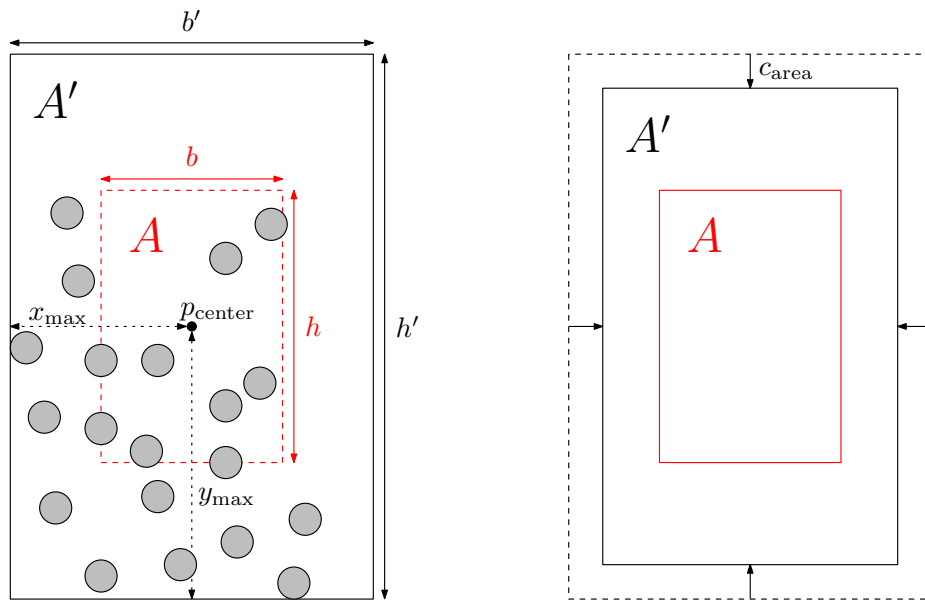 b′
A′
b
A
x_max
p_center
h
h′
y_max
c_area
A′
A